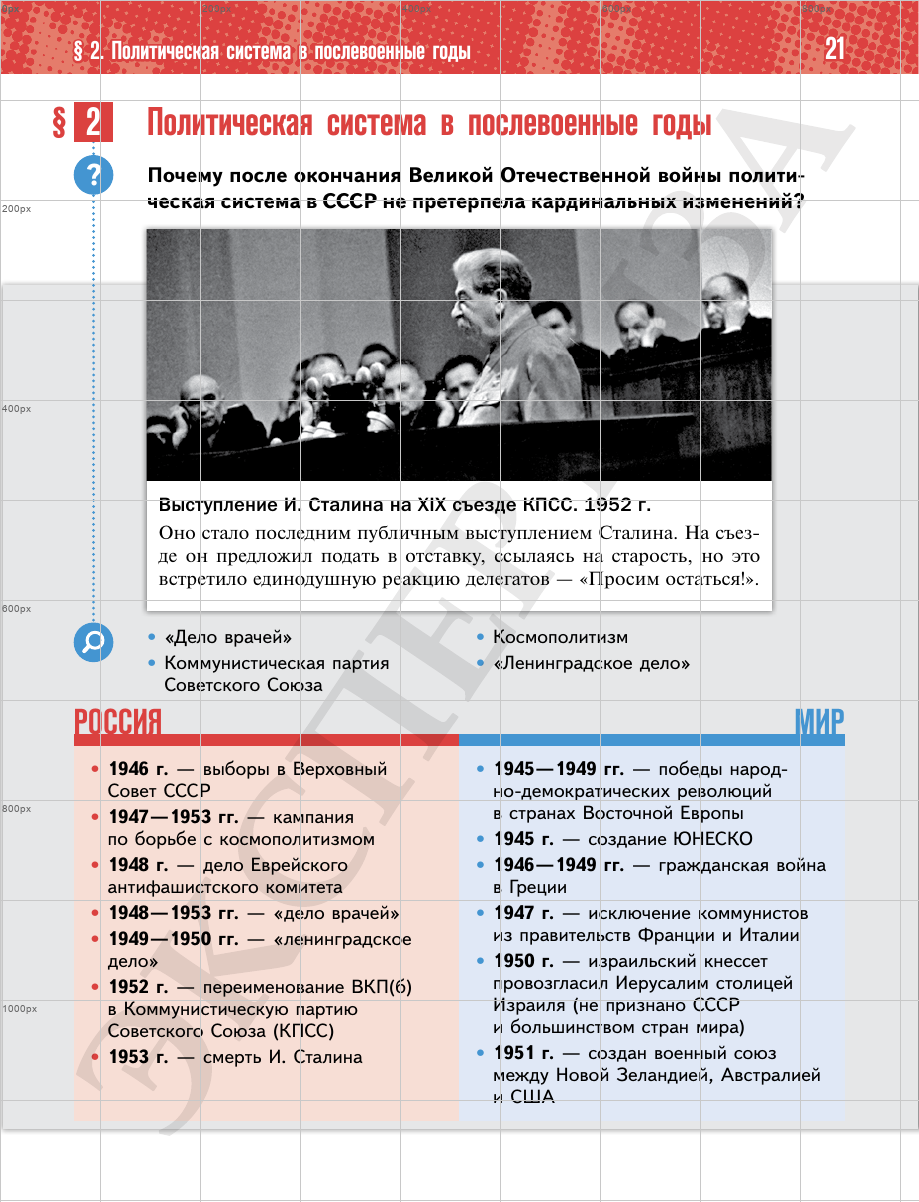 § 2. Политическая система в послевоенные годы
21
§ 2
Политическая система в послевоенные годы
?
Почему после окончания Великой Отечественной войны полити-
ческая система в СССР не претерпела кардинальных изменений?
200px
400px
Выступление И. Сталина на XIX съезде КПСС. 1952 г.
Оно стало последним публичным выступлением Сталина. На съез-
де он предложил подать в отставку, ссылаясь на старость, но это
встретило единодушную реакцию делегатов — «Просим остаться!».
600px
• «Дело врачей»
• Коммунистическая партия
Советского Союза
• Космополитизм
• «Ленинградское дело»
РОССИЯ
• 1946 г. — выборы в Верховный
Совет СССР
800px
• 1947—1953 гг. — кампания
по борьбе с космополитизмом
• 1948 г. — дело Еврейского
антифашистского комитета
• 1948—1953 гг. — «дело врачей»
• 1949—1950 гг. — «ленинградское
дело»
• 1952 г. — переименование ВКП(б)
1000px
в Коммунистическую партию
Советского Союза (КПСС)
• 1953 г. — смерть И. Сталина
МИР
• 1945—1949 гг. — победы народ-
но-демократических революций
в странах Восточной Европы
• 1945 г. — создание ЮНЕСКО
• 1946—1949 гг. — гражданская война
в Греции
• 1947 г. — исключение коммунистов
из правительств Франции и Италии
• 1950 г. — израильский кнессет
провозгласил Иерусалим столицей
Израиля (не признано СССР
и большинством стран мира)
• 1951 г. — создан военный союз
между Новой Зеландией, Австралией
и США
ЭКСПЕРТИЗА